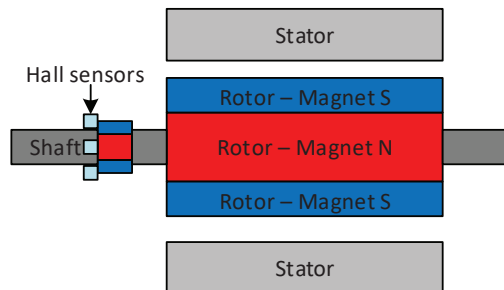 Stator
Hall sensors
Rotor – Magnet S
Shaft
Rotor – Magnet N
Rotor – Magnet S
Stator